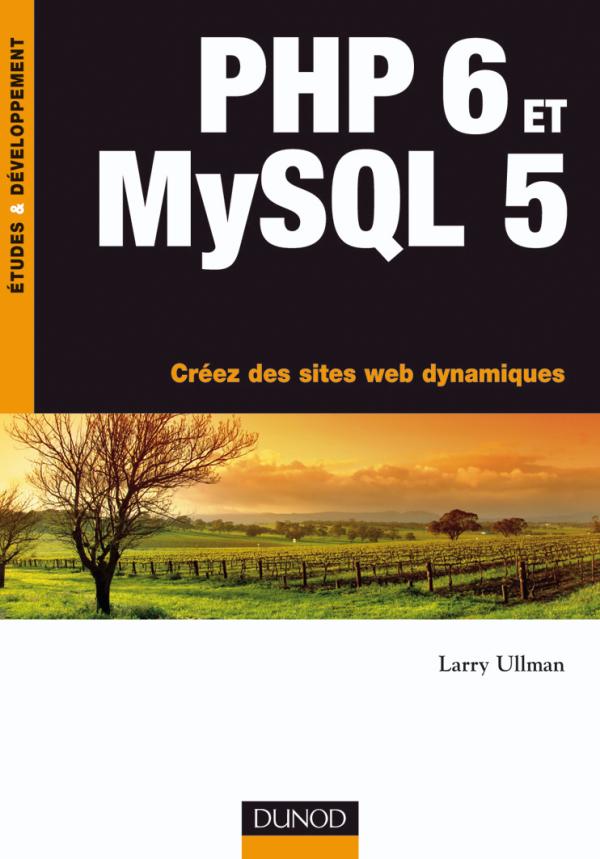 ÉTUDES & DÉVELOPPEMENT
PHP 6 ET
MySQL 5
Créez des sites web dynamiques
Larry Ullman
DUNOD